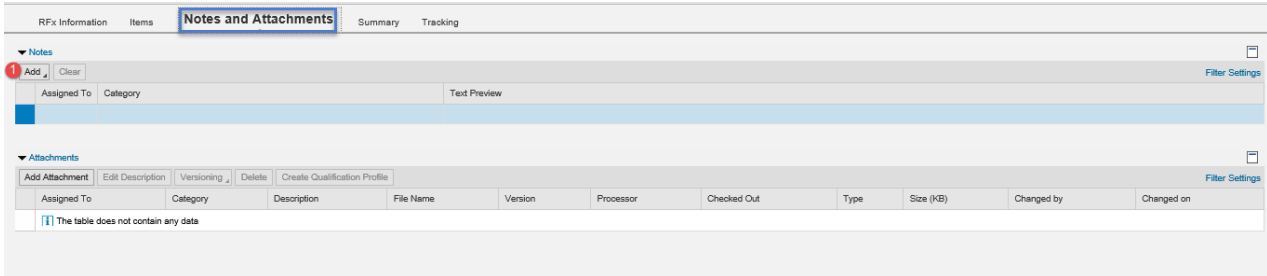 RFx Information Items Notes and Attachments Summary Tracking
Notes
1 Add Clear Filter Settings
Assigned To Category Text Preview
Attachments
Add Attachment Edit Description Versioning Delete Create Qualification Profile Filter Settings
Assigned To Category Description File Name Version Processor Checked Out Type Size (KB) Changed by Changed on
The table does not contain any data